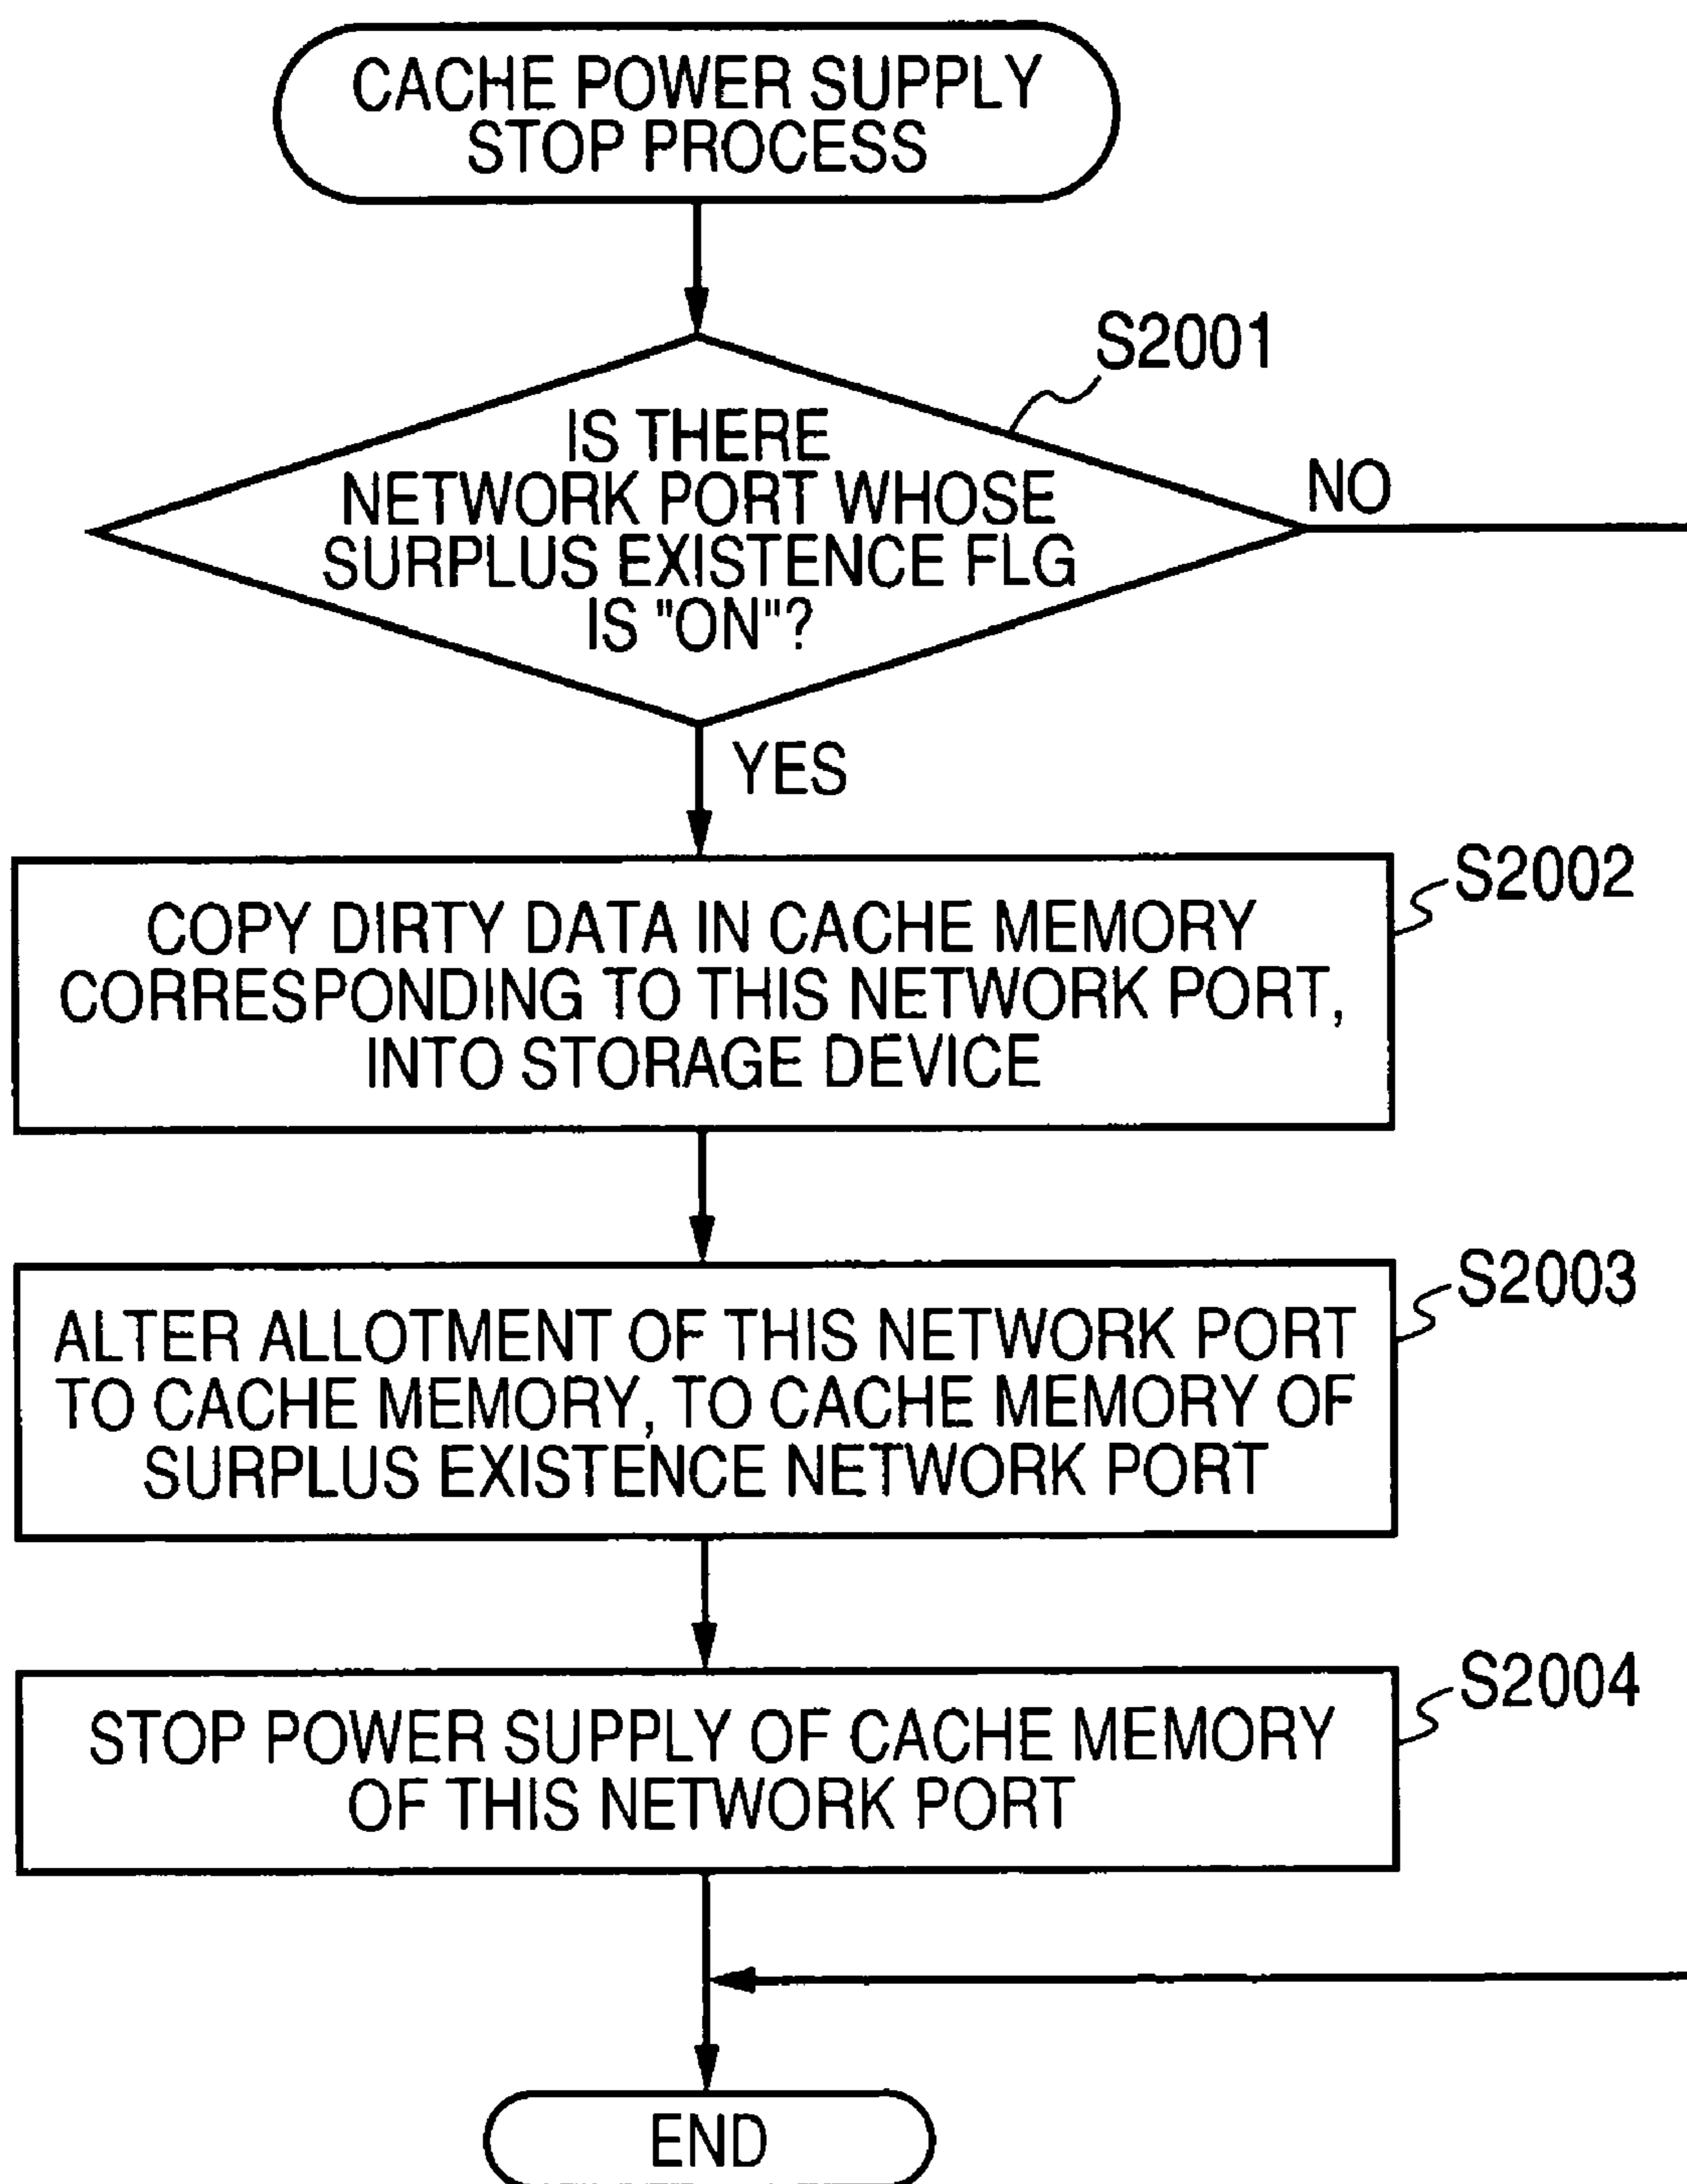 CACHE POWER SUPPLY
STOP PROCESS
S2001
IS THERE
NETWORK PORT WHOSE
SURPLUS EXISTENCE FLG
IS "ON"?
NO
YES
S2002
COPY DIRTY DATA IN CACHE MEMORY
CORRESPONDING TO THIS NETWORK PORT,
INTO STORAGE DEVICE
S2003
ALTER ALLOTMENT OF THIS NETWORK PORT
TO CACHE MEMORY, TO CACHE MEMORY OF
SURPLUS EXISTENCE NETWORK PORT
S2004
STOP POWER SUPPLY OF CACHE MEMORY
OF THIS NETWORK PORT
END